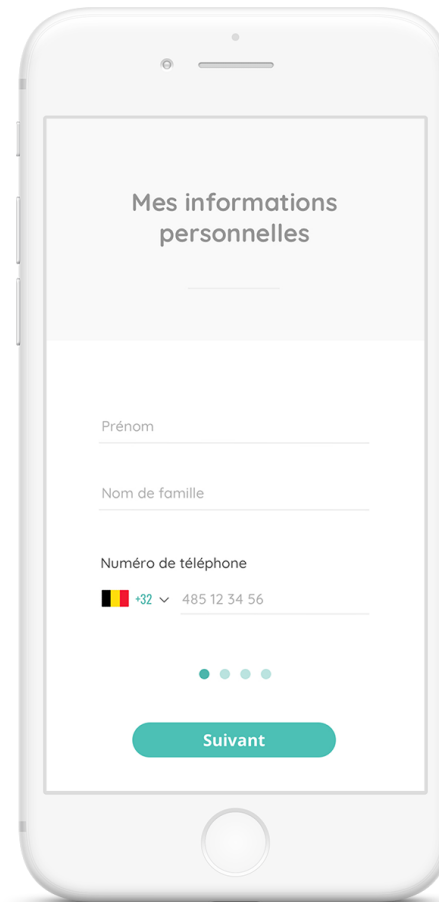 Mes informations
personnelles
Prénom
Nom de famille
Numéro de téléphone
+32 485 12 34 56
Suivant